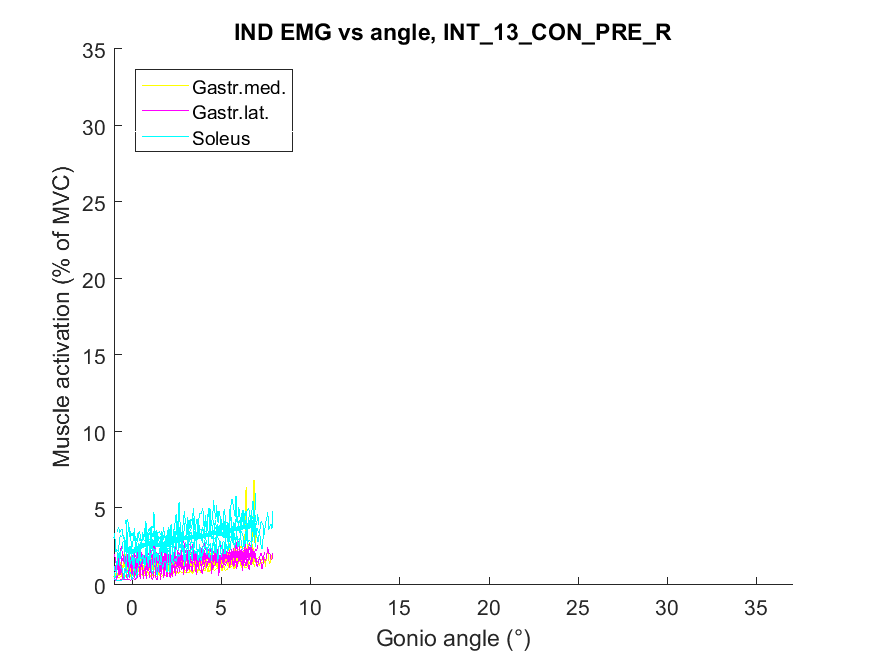 IND EMG vs angle, INT_13_CON_PRE_R
35
30
25
20
15
10
5
0
Muscle activation (% of MVC)
Gastr.med.
Gastr.lat.
Soleus
0 5 10 15 20 25 30 35
Gonio angle (°)